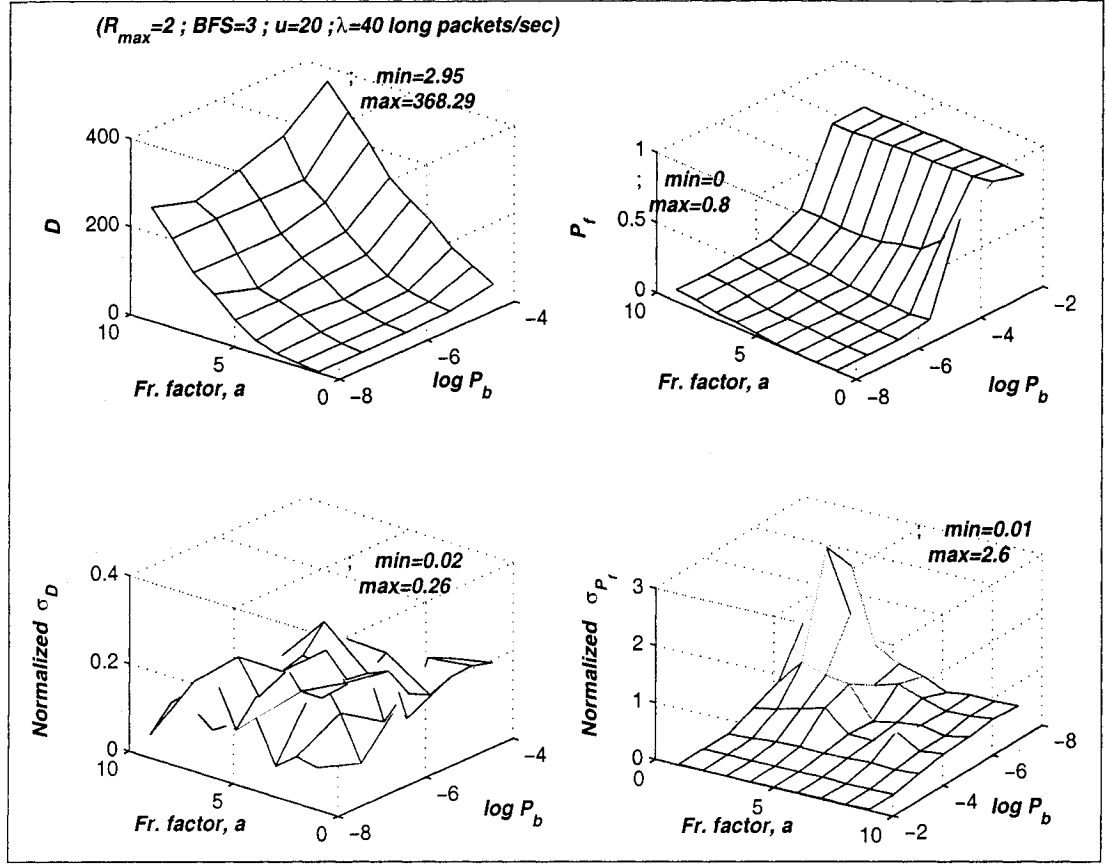 (R_max=2 ; BFS=3 ; u=20 ;λ=40 long packets/sec)
; min=2.95
max=368.29
400
200
0
D
10
5
0
Fr. factor, a
−8
−6
−4
log P_b
; min=0
max=0.8
1
0.5
0
P_f
10
5
0
Fr. factor, a
−8
−6
−4
−2
log P_b
; min=0.02
max=0.26
0.4
0.2
0
Normalized σ_D
10
5
0
Fr. factor, a
−8
−6
−4
log P_b
; min=0.01
max=2.6
3
2
1
0
Normalized σ_P_f
0
5
10
Fr. factor, a
−2
−4
−6
−8
log P_b